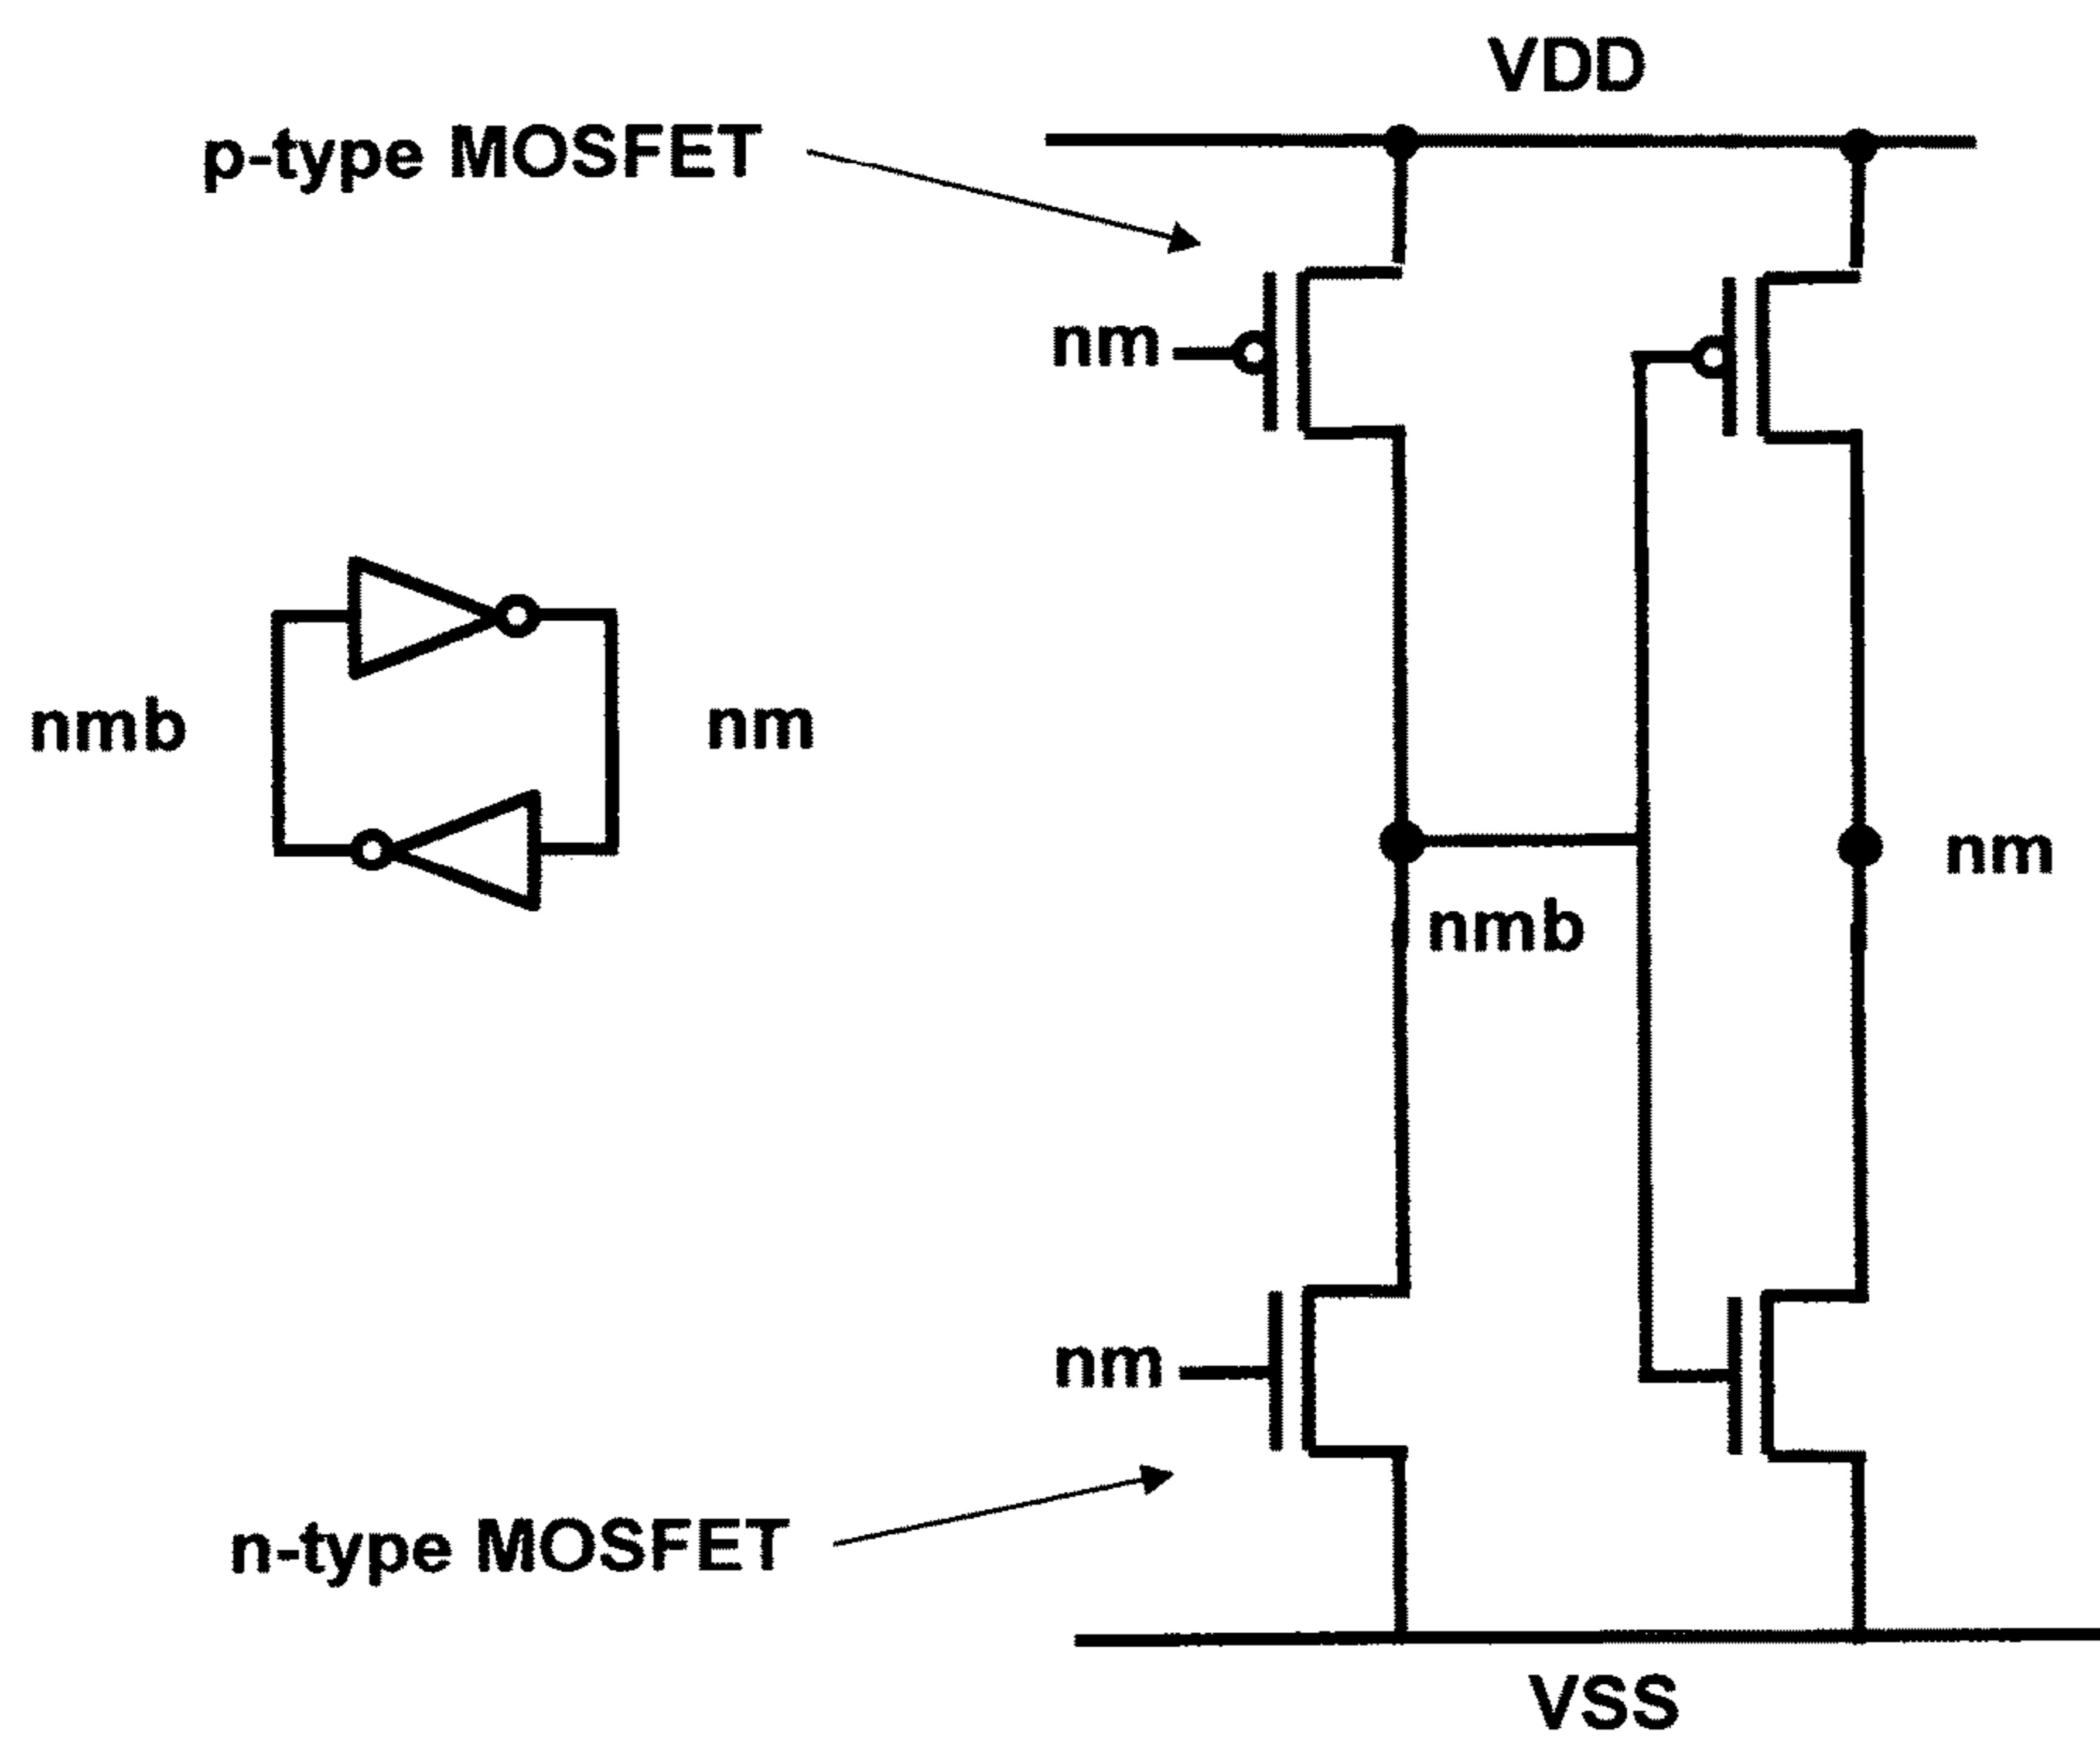 VDD
p-type MOSFET
nm
nmb
nm
nm
nmb
nm
n-type MOSFET
VSS